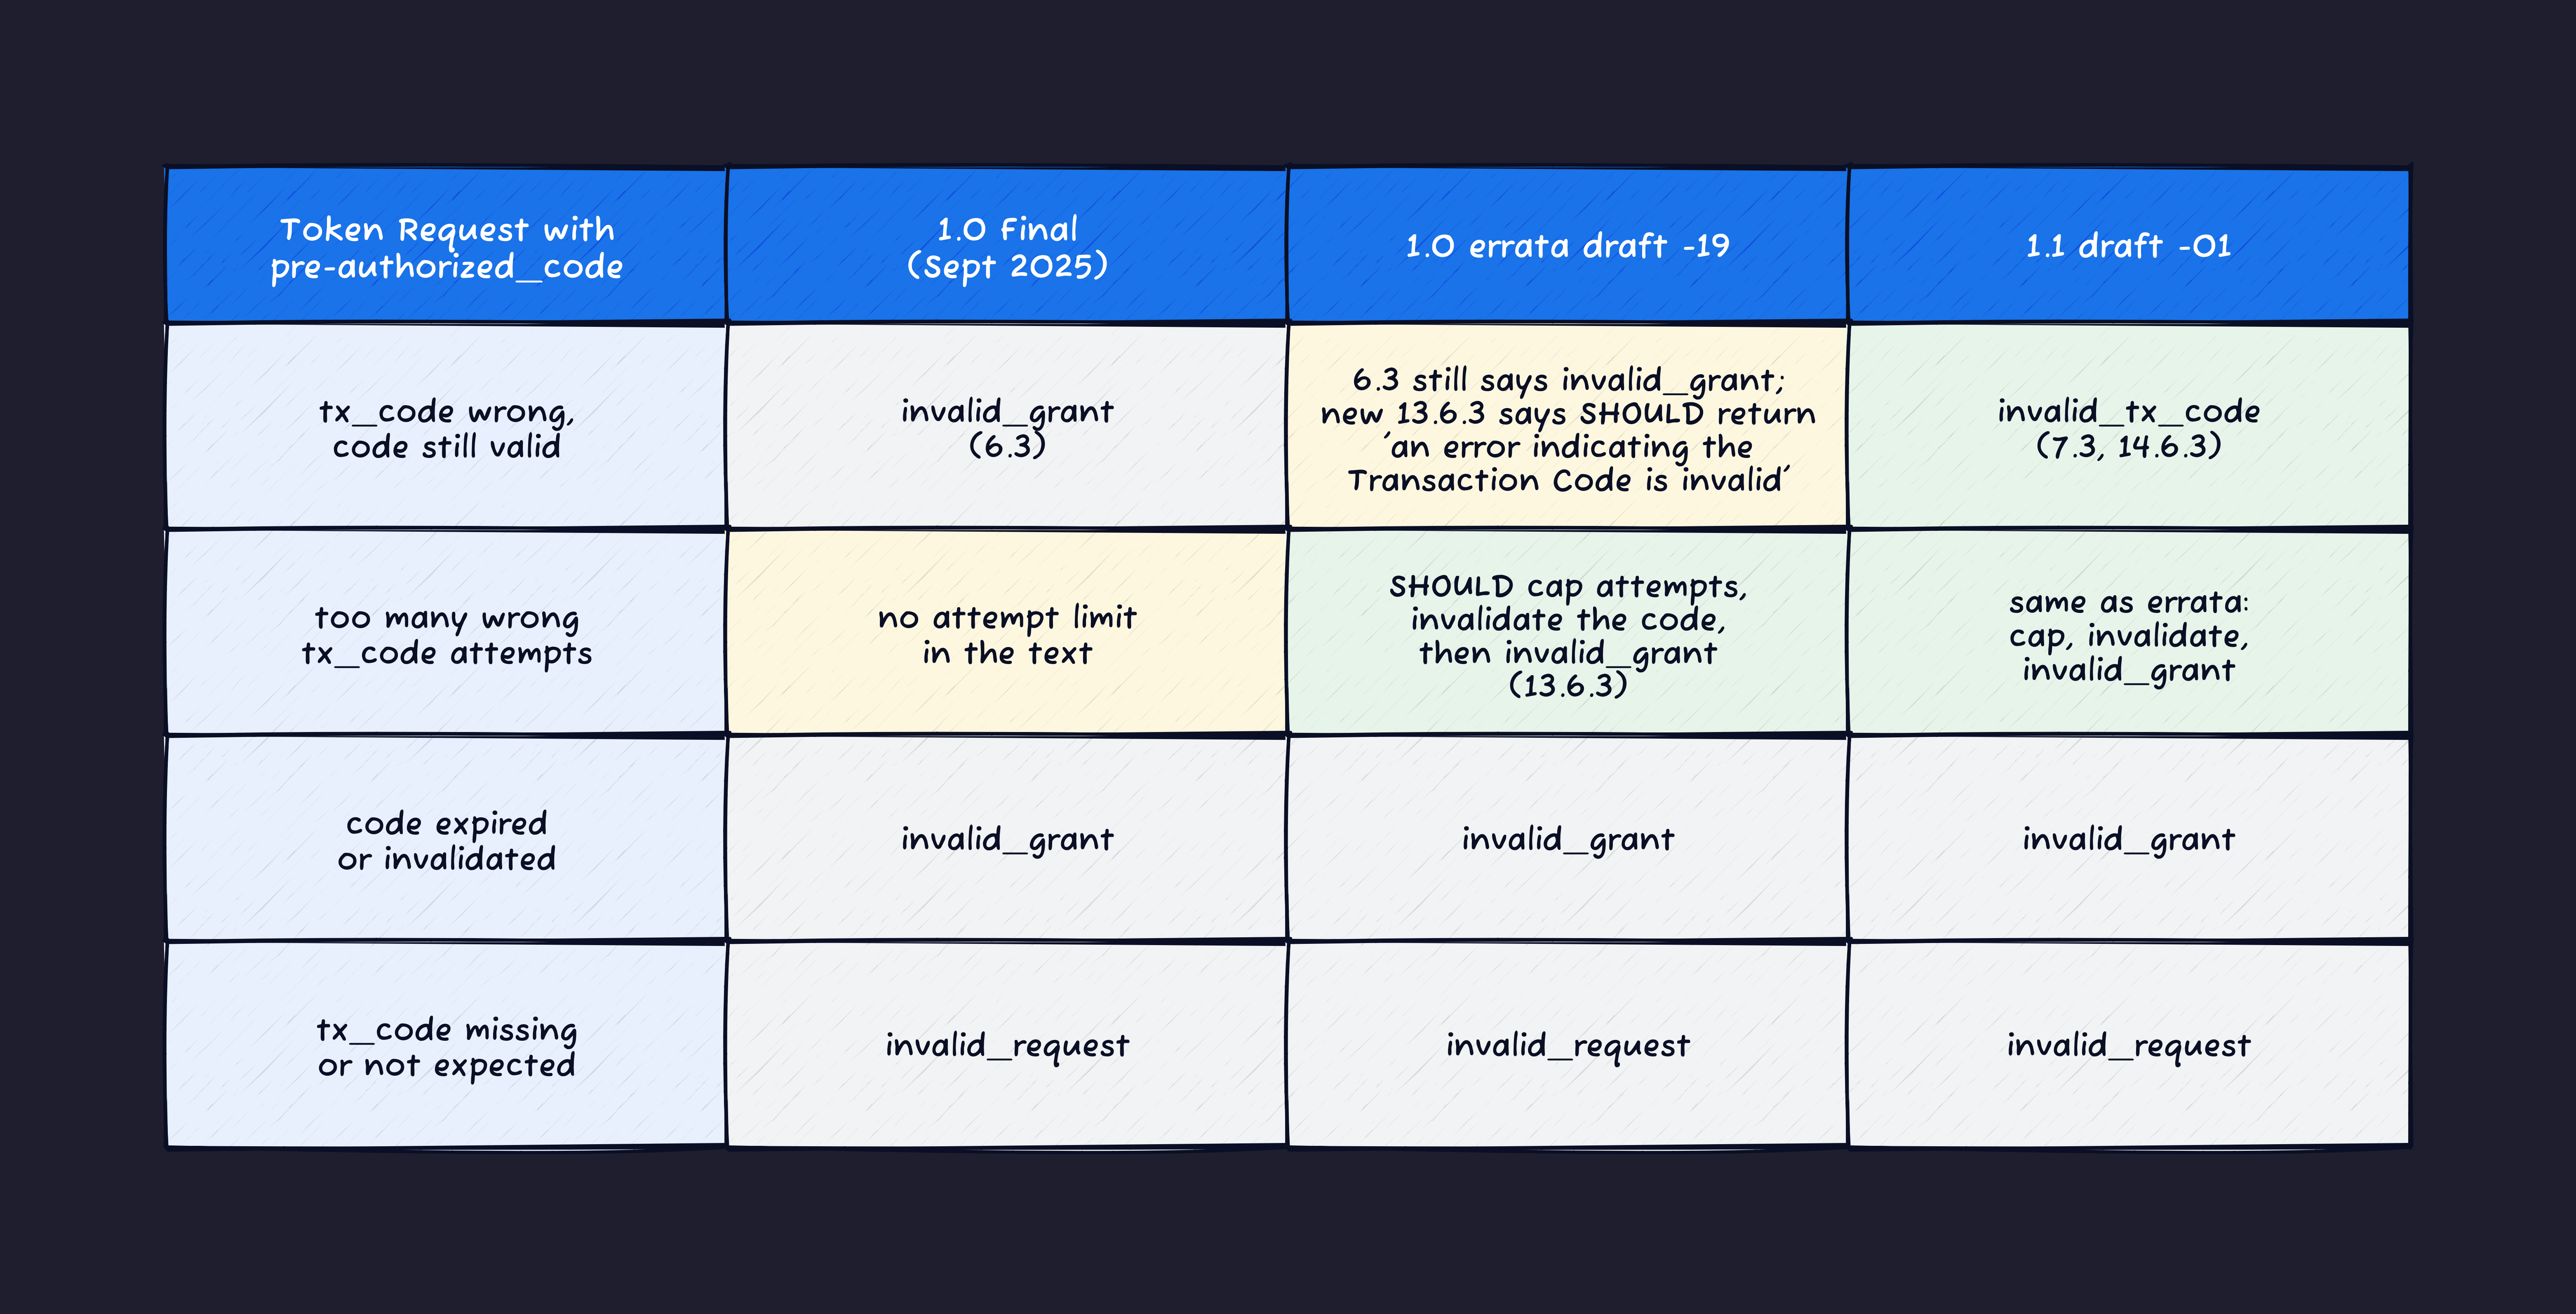 Token Request with
pre-authorized_code
1.0 Final
(Sept 2025)
1.0 errata draft -19
1.1 draft -01
tx_code wrong,
code still valid
invalid_grant
(6.3)
6.3 still says invalid_grant;
new 13.6.3 says SHOULD return
'an error indicating the
Transaction Code is invalid'
invalid_tx_code
(7.3, 14.6.3)
too many wrong
tx_code attempts
no attempt limit
in the text
SHOULD cap attempts,
invalidate the code,
then invalid_grant
(13.6.3)
same as errata:
cap, invalidate,
invalid_grant
code expired
or invalidated
invalid_grant
invalid_grant
invalid_grant
tx_code missing
or not expected
invalid_request
invalid_request
invalid_request